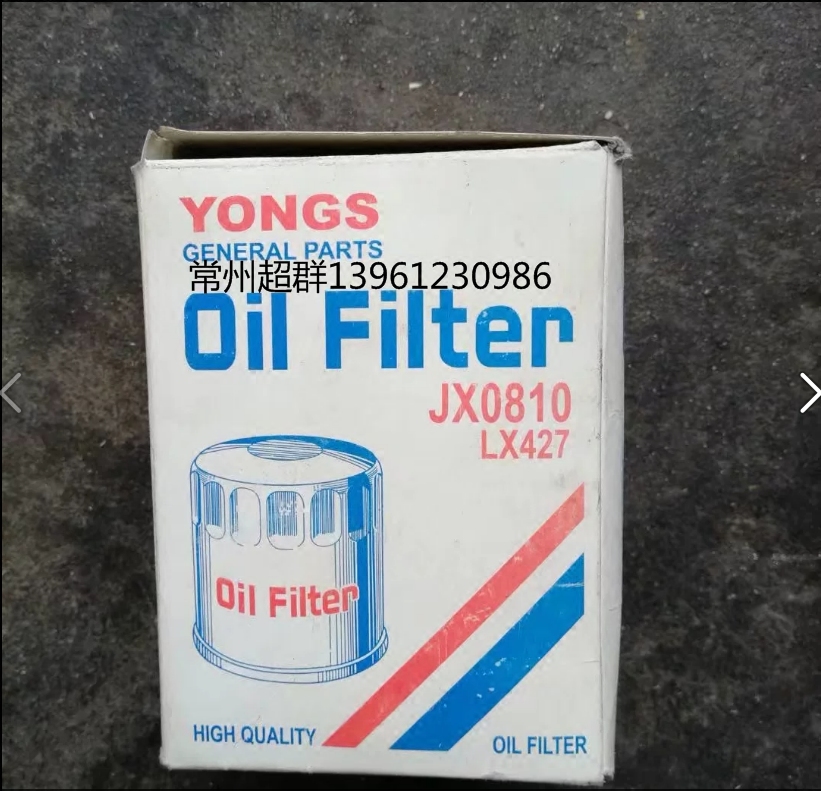 YONGS
GENERAL PARTS
常州超群13961230986
Oil Filter
JX0810
LX427
Oil Filter
HIGH QUALITY
OIL FILTER